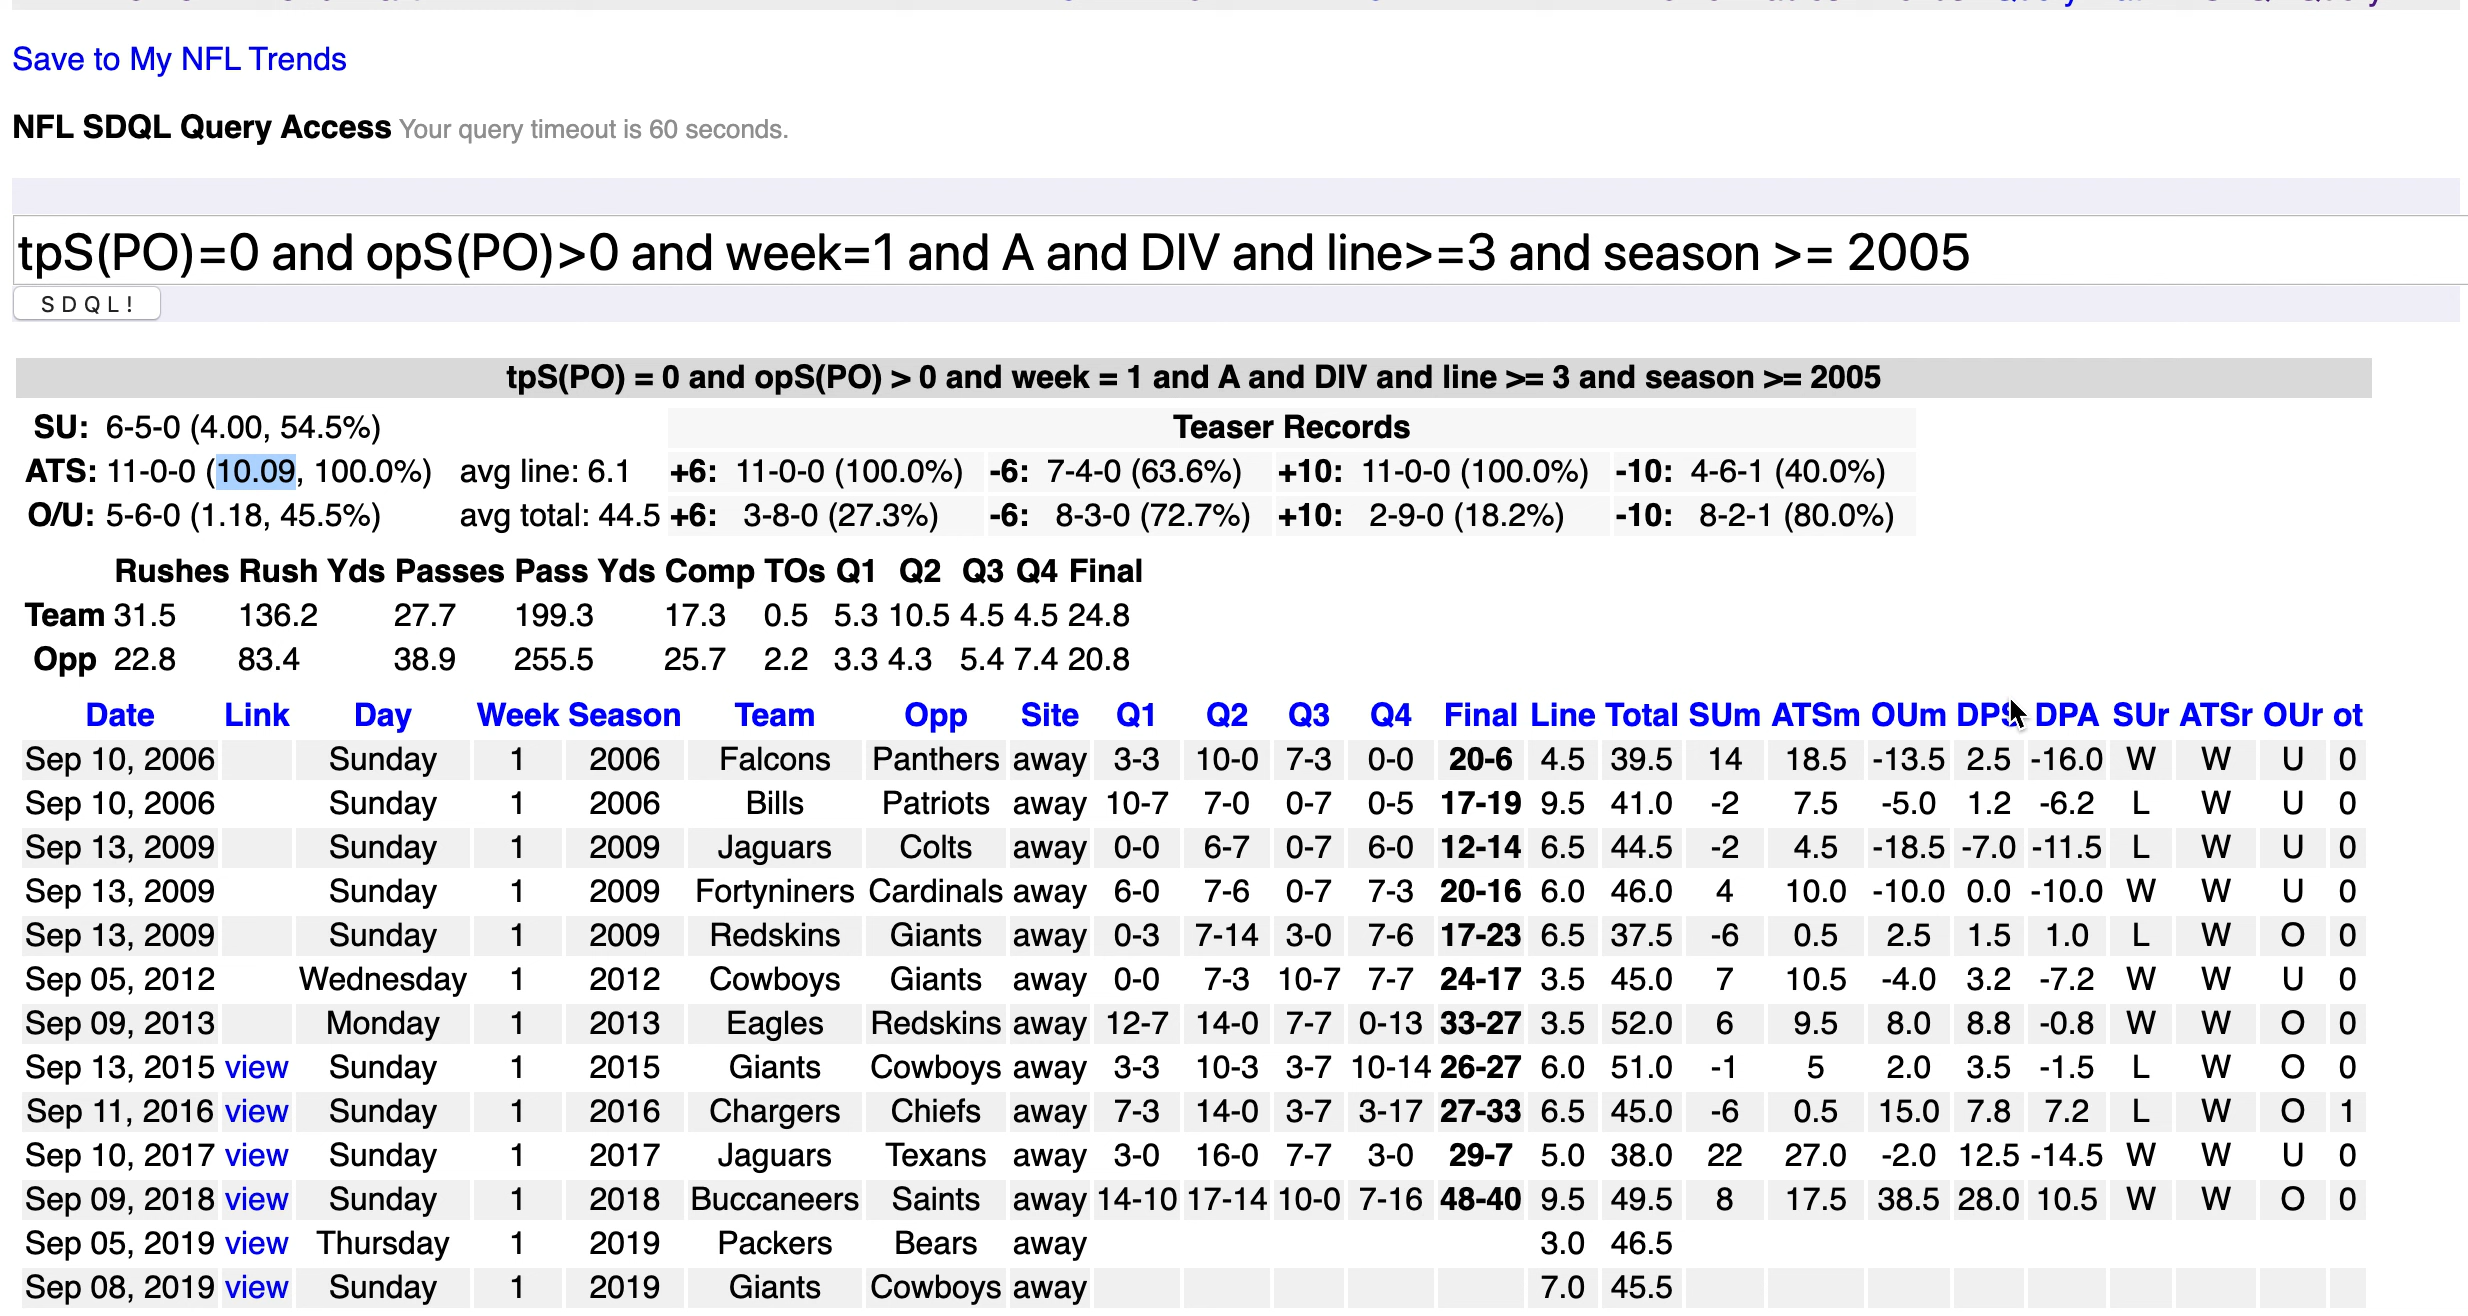 Save to My NFL Trends
NFL SDQL Query Access Your query timeout is 60 seconds.
tpS(PO)=0 and opS(PO)>0 and week=1 and A and DIV and line>=3 and season >= 2005
S D Q L !
tpS(PO) = 0 and opS(PO) > 0 and week = 1 and A and DIV and line >= 3 and season >= 2005
SU: 6-5-0 (4.00, 54.5%) Teaser Records
ATS: 11-0-0 (10.09, 100.0%) avg line: 6.1 +6: 11-0-0 (100.0%) -6: 7-4-0 (63.6%) +10: 11-0-0 (100.0%) -10: 4-6-1 (40.0%)
O/U: 5-6-0 (1.18, 45.5%) avg total: 44.5 +6: 3-8-0 (27.3%) -6: 8-3-0 (72.7%) +10: 2-9-0 (18.2%) -10: 8-2-1 (80.0%)
Rushes Rush Yds Passes Pass Yds Comp TOs Q1 Q2 Q3 Q4 Final
Team 31.5 136.2 27.7 199.3 17.3 0.5 5.3 10.5 4.5 4.5 24.8
Opp 22.8 83.4 38.9 255.5 25.7 2.2 3.3 4.3 5.4 7.4 20.8
Date Link Day Week Season Team Opp Site Q1 Q2 Q3 Q4 Final Line Total SUm ATSm OUm DPS DPA SUr ATSr OUr ot
Sep 10, 2006 Sunday 1 2006 Falcons Panthers away 3-3 10-0 7-3 0-0 20-6 4.5 39.5 14 18.5 -13.5 2.5 -16.0 W W U 0
Sep 10, 2006 Sunday 1 2006 Bills Patriots away 10-7 7-0 0-7 0-5 17-19 9.5 41.0 -2 7.5 -5.0 1.2 -6.2 L W U 0
Sep 13, 2009 Sunday 1 2009 Jaguars Colts away 0-0 6-7 0-7 6-0 12-14 6.5 44.5 -2 4.5 -18.5 -7.0 -11.5 L W U 0
Sep 13, 2009 Sunday 1 2009 Fortyniners Cardinals away 6-0 7-6 0-7 7-3 20-16 6.0 46.0 4 10.0 -10.0 0.0 -10.0 W W U 0
Sep 13, 2009 Sunday 1 2009 Redskins Giants away 0-3 7-14 3-0 7-6 17-23 6.5 37.5 -6 0.5 2.5 1.5 1.0 L W O 0
Sep 05, 2012 Wednesday 1 2012 Cowboys Giants away 0-0 7-3 10-7 7-7 24-17 3.5 45.0 7 10.5 -4.0 3.2 -7.2 W W U 0
Sep 09, 2013 Monday 1 2013 Eagles Redskins away 12-7 14-0 7-7 0-13 33-27 3.5 52.0 6 9.5 8.0 8.8 -0.8 W W O 0
Sep 13, 2015 view Sunday 1 2015 Giants Cowboys away 3-3 10-3 3-7 10-14 26-27 6.0 51.0 -1 5 2.0 3.5 -1.5 L W O 0
Sep 11, 2016 view Sunday 1 2016 Chargers Chiefs away 7-3 14-0 3-7 3-17 27-33 6.5 45.0 -6 0.5 15.0 7.8 7.2 L W O 1
Sep 10, 2017 view Sunday 1 2017 Jaguars Texans away 3-0 16-0 7-7 3-0 29-7 5.0 38.0 22 27.0 -2.0 12.5 -14.5 W W U 0
Sep 09, 2018 view Sunday 1 2018 Buccaneers Saints away 14-10 17-14 10-0 7-16 48-40 9.5 49.5 8 17.5 38.5 28.0 10.5 W W O 0
Sep 05, 2019 view Thursday 1 2019 Packers Bears away 3.0 46.5
Sep 08, 2019 view Sunday 1 2019 Giants Cowboys away 7.0 45.5